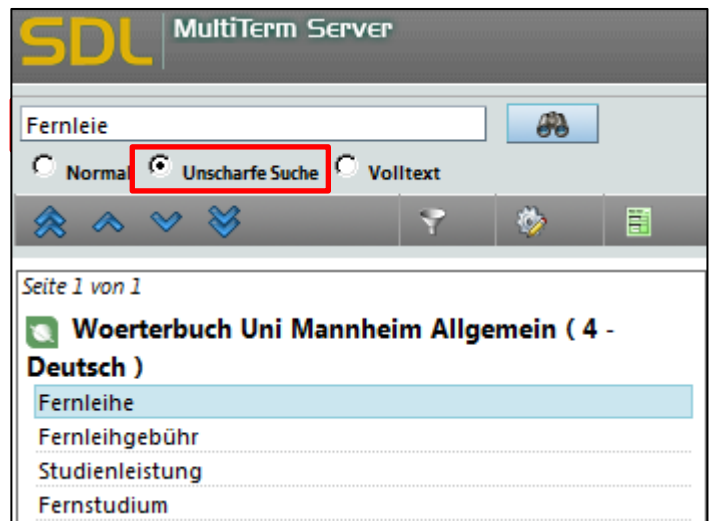 SDL MultiTerm Server
Fernleie
Normal Unscharfe Suche Volltext
Seite 1 von 1
Woerterbuch Uni Mannheim Allgemein ( 4 -
Deutsch )
Fernleihe
Fernleihgebühr
Studienleistung
Fernstudium